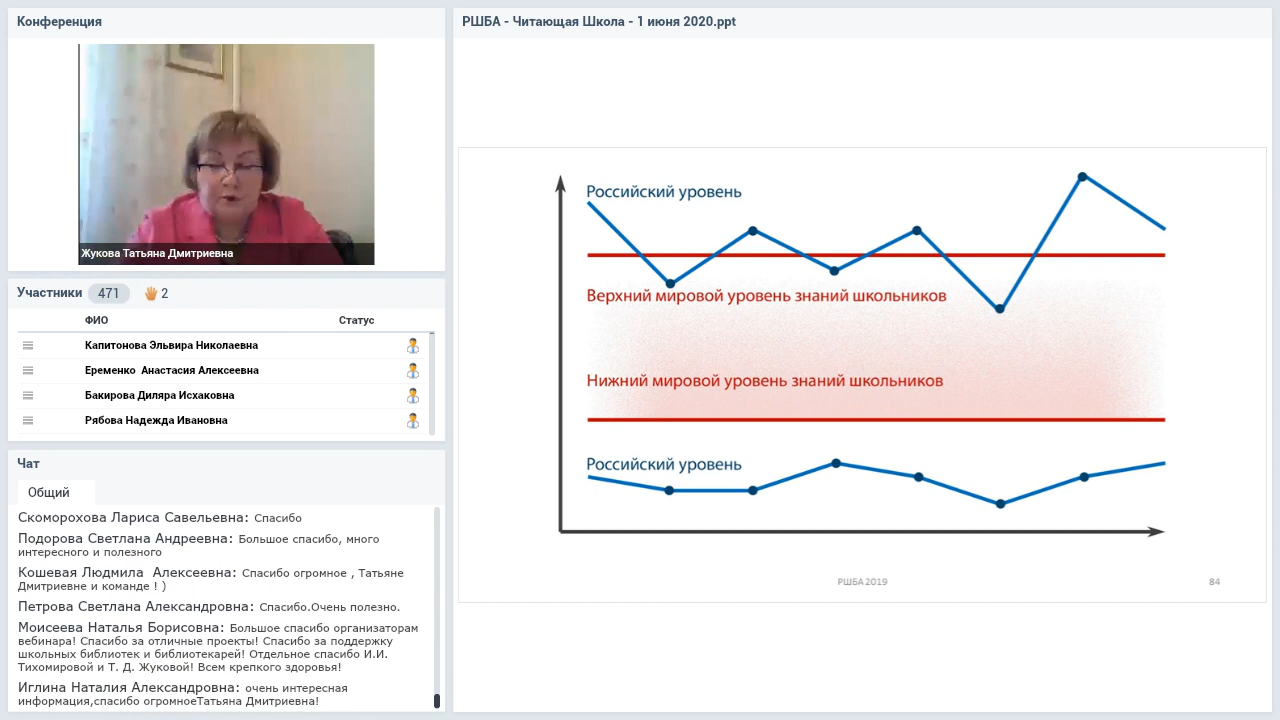 Конференция
Жукова Татьяна Дмитриевна
Участники 471 2
ФИО Статус
Капитонова Эльвира Николаевна
Еременко Анастасия Алексеевна
Бакирова Диляра Исхаковна
Рябова Надежда Ивановна
Чат
Общий
Скоморохова Лариса Савельевна: Спасибо
Подорова Светлана Андреевна: Большое спасибо, много
интересного и полезного
Кошевая Людмила Алексеевна: Спасибо огромное , Татьяне
Дмитриевне и команде ! )
Петрова Светлана Александровна: Спасибо.Очень полезно.
Моисеева Наталья Борисовна: Большое спасибо организаторам
вебинара! Спасибо за отличные проекты! Спасибо за поддержку
школьных библиотек и библиотекарей! Отдельное спасибо И.И.
Тихомировой и Т. Д. Жуковой! Всем крепкого здоровья!
Иглина Наталия Александровна: очень интересная
информация,спасибо огромноеТатьяна Дмитриевна!
РШБА - Читающая Школа - 1 июня 2020.ppt
Российский уровень
Верхний мировой уровень знаний школьников
Нижний мировой уровень знаний школьников
Российский уровень
РШБА 2019
84